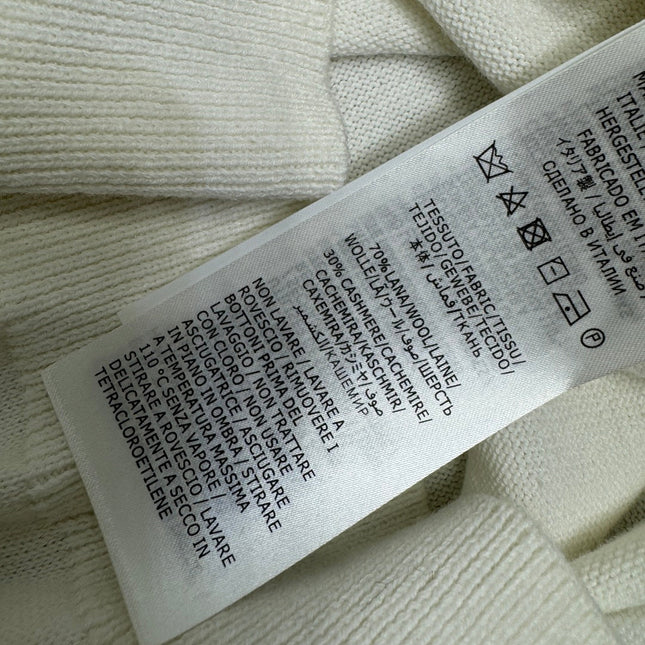 ITALIE
HERGESTELL
FABRICADO EM IT
イタリア製 / صنع في إيطاليا
СДЕЛАНО В ИТАЛИИ
P
TESSUTO/FABRIC/TISSU/
TEJIDO/GEWEBE/TECIDO/
本体/قماش/ТКАНЬ
70% LANA/WOOL/LAINE/
WOLLE/LÃ/ウール/صوف/ШЕРСТЬ
30% CASHMERE/CACHEMIRE/
CACHEMIRA/KASCHMIR/
CAXEMIRA/カシミヤ/صوف
الكشمير/КАШЕМИР
NON LAVARE / LAVARE A
ROVESCIO / RIMUOVERE I
BOTTONI PRIMA DEL
LAVAGGIO / NON TRATTARE
CON CLORO / NON USARE
ASCIUGATRICE / ASCIUGARE
IN PIANO IN OMBRA / STIRARE
A TEMPERATURA MASSIMA
110°C SENZA VAPORE /
STIRARE A ROVESCIO / LAVARE
DELICATAMENTE A SECCO IN
TETRACLOROETILENE